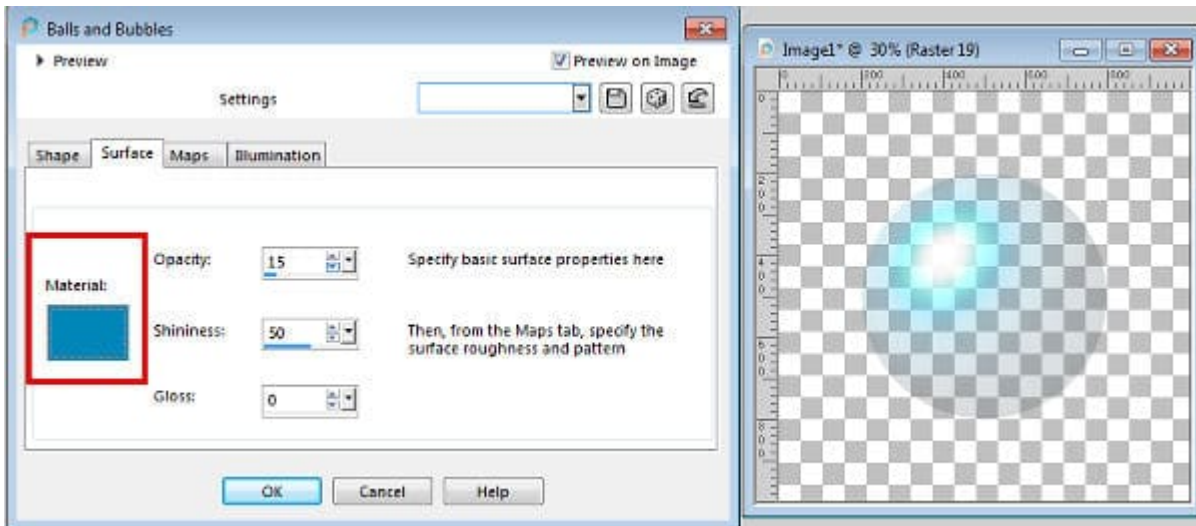 Balls and Bubbles
Preview
Preview on Image
Settings
Shape Surface Maps Illumination
Material:
Opacity: 15 Specify basic surface properties here
Shininess: 50 Then, from the Maps tab, specify the
surface roughness and pattern
Gloss: 0
OK Cancel Help
Image1* @ 30% (Raster 19)